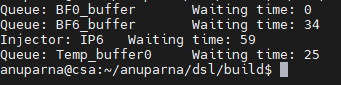 Queue: BF0_buffer Waiting time: 0
Queue: BF6_buffer Waiting time: 34
Injector: IP6 Waiting time: 59
Queue: Temp_buffer0 Waiting time: 25
anuparna@csa:~/anuparna/dsl/build$